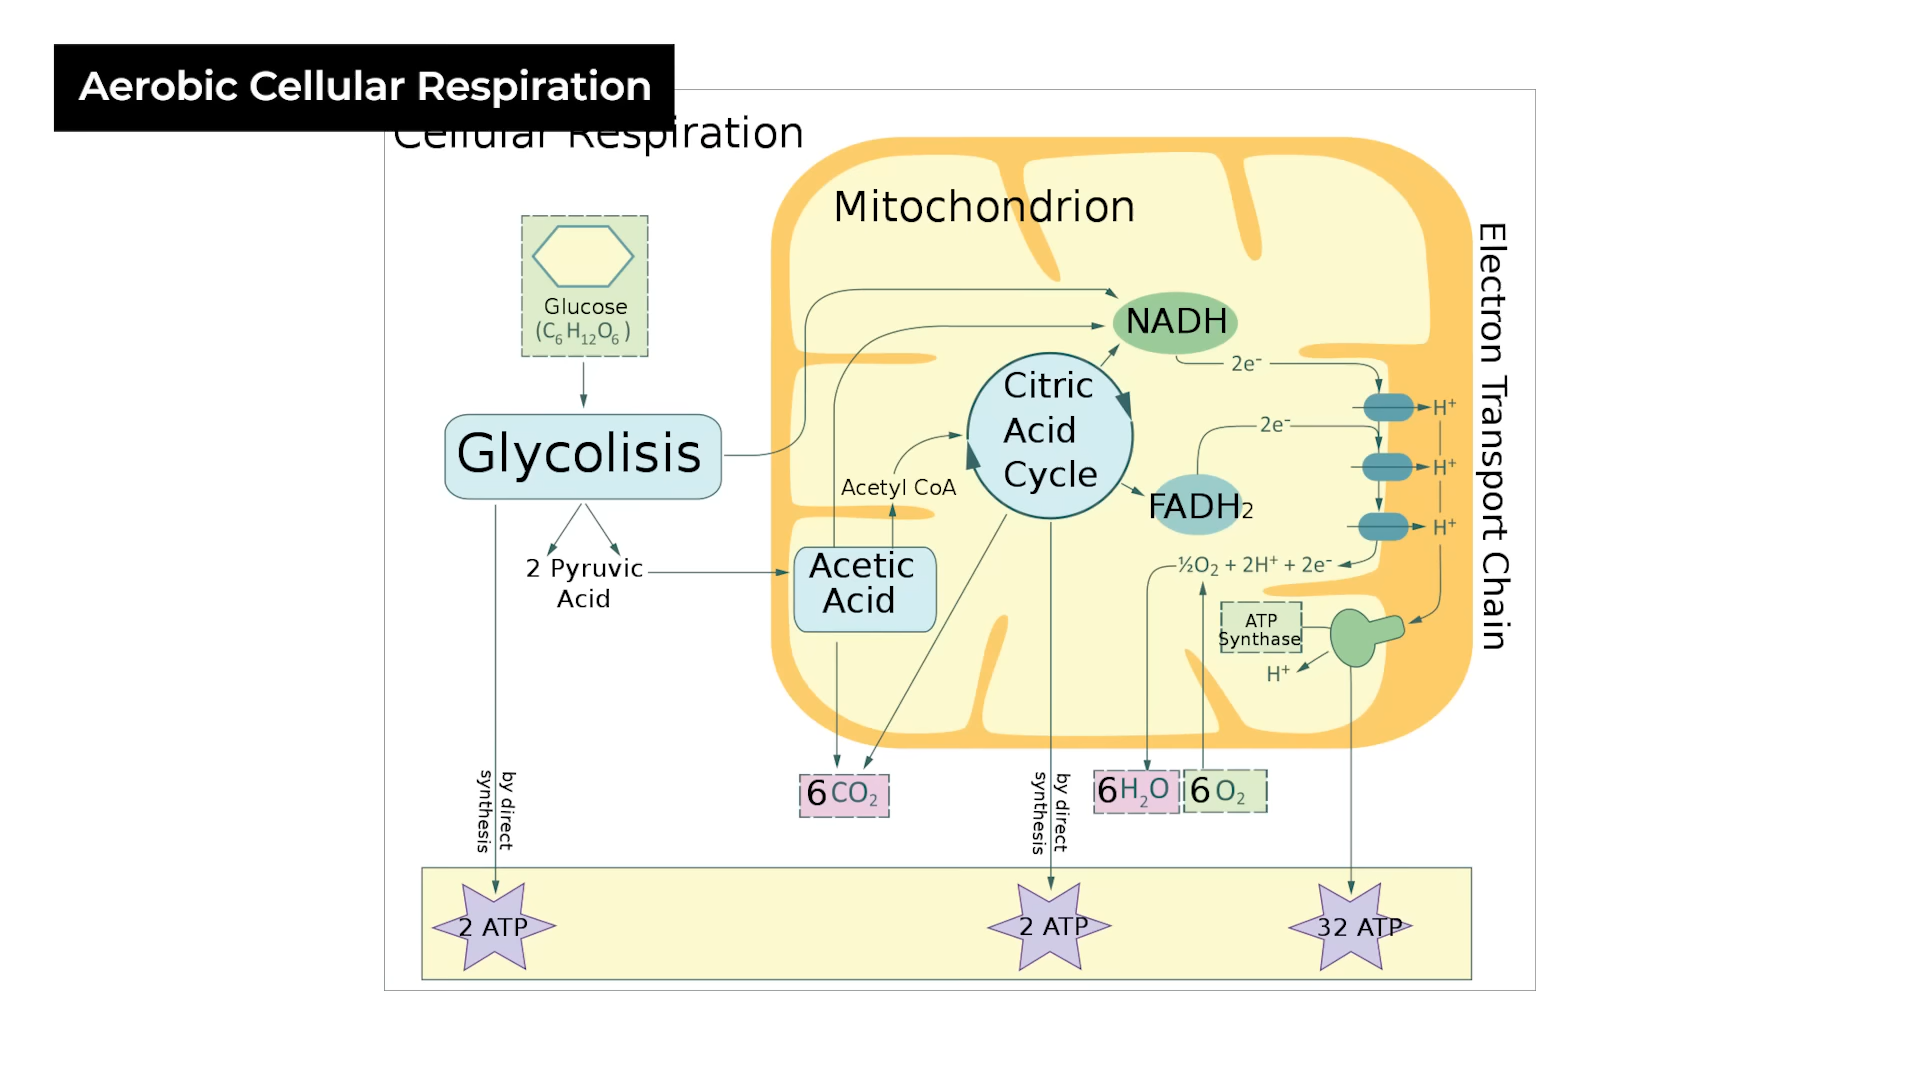 Aerobic Cellular Respiration
Cellular Respiration
Mitochondrion
Glucose
(C₆H₁₂O₆)
NADH
2e⁻
Electron Transport Chain
Citric
Acid
Cycle
H⁺
2e⁻
Glycolisis
H⁺
Acetyl CoA
FADH₂
H⁺
2 Pyruvic
Acid
Acetic
Acid
½O₂ + 2H⁺ + 2e⁻
ATP
Synthase
H⁺
6 CO₂
6 H₂O
6 O₂
by direct
synthesis
by direct
synthesis
2 ATP
2 ATP
32 ATP